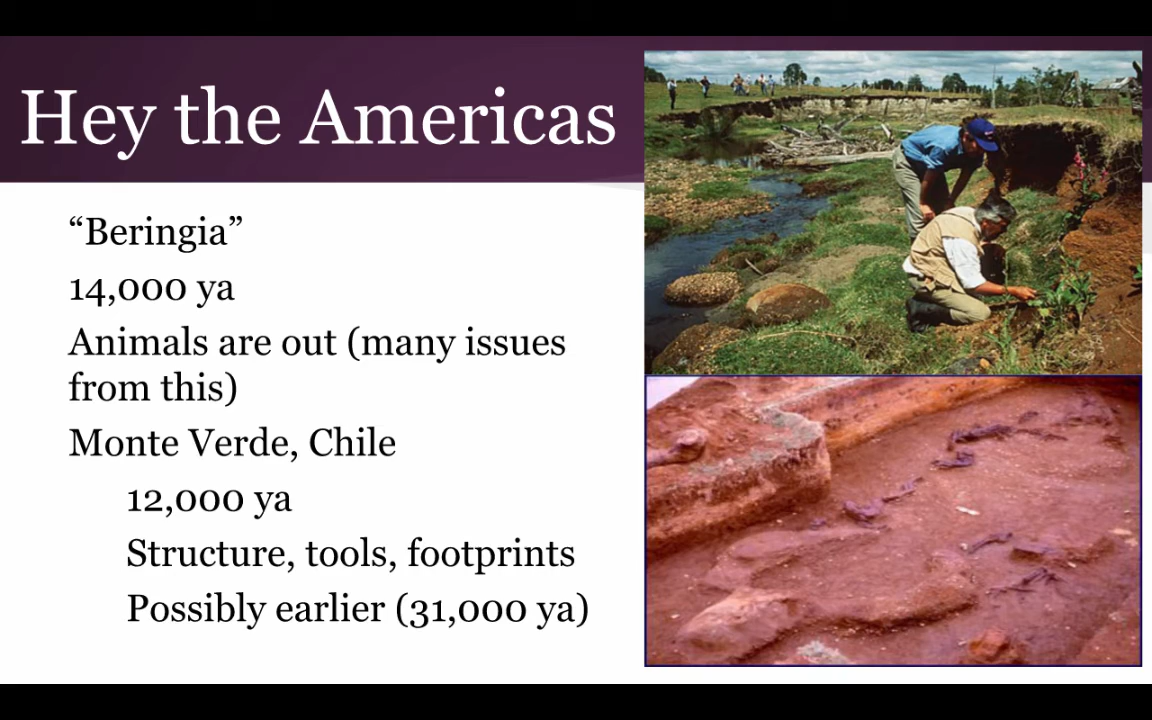 Hey the Americas
“Beringia”
14,000 ya
Animals are out (many issues
from this)
Monte Verde, Chile
12,000 ya
Structure, tools, footprints
Possibly earlier (31,000 ya)